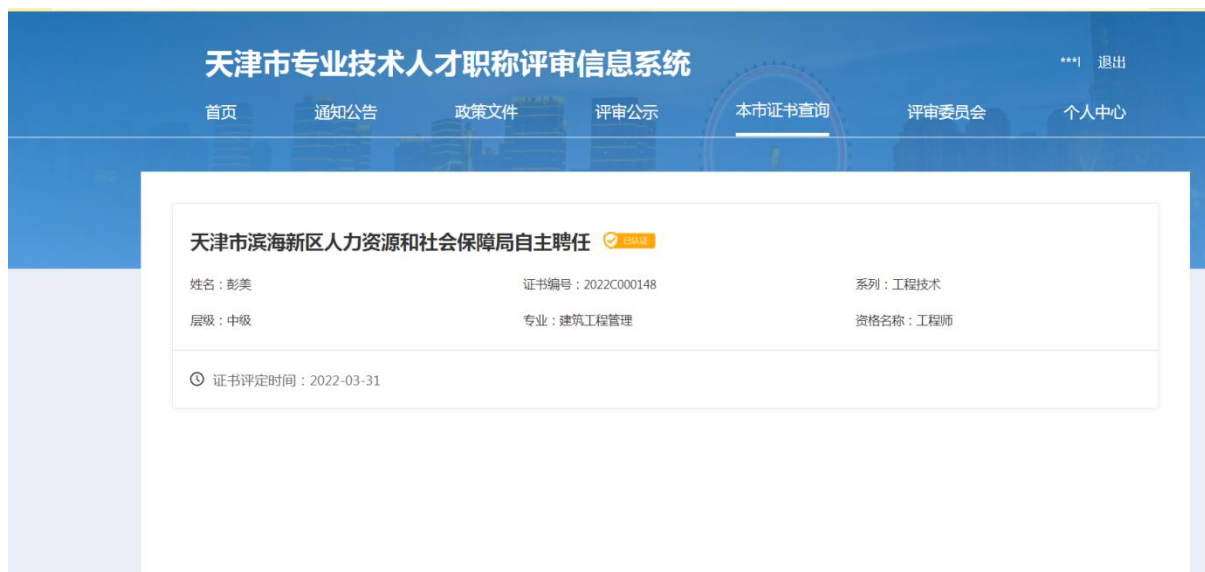 天津市专业技术人才职称评审信息系统
***l 退出
首页 通知公告 政策文件 评审公示 本市证书查询 评审委员会 个人中心
天津市滨海新区人力资源和社会保障局自主聘任 已认证
姓名：彭美 证书编号：2022C000148 系列：工程技术
层级：中级 专业：建筑工程管理 资格名称：工程师
证书评定时间：2022-03-31